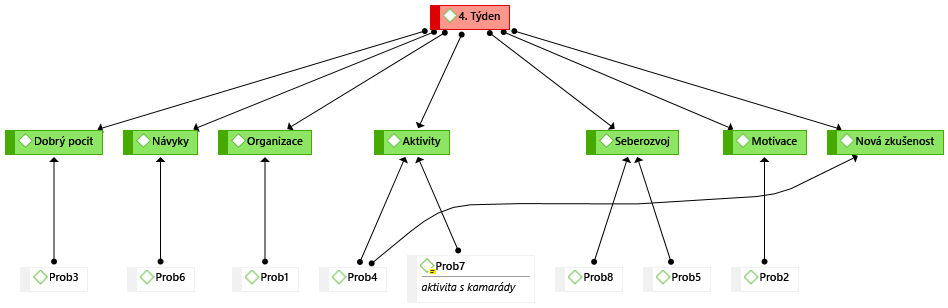 4. Týden
Dobrý pocit
Návyky
Organizace
Aktivity
Seberozvoj
Motivace
Nová zkušenost
Prob3
Prob6
Prob1
Prob4
Prob7
aktivita s kamarády
Prob8
Prob5
Prob2